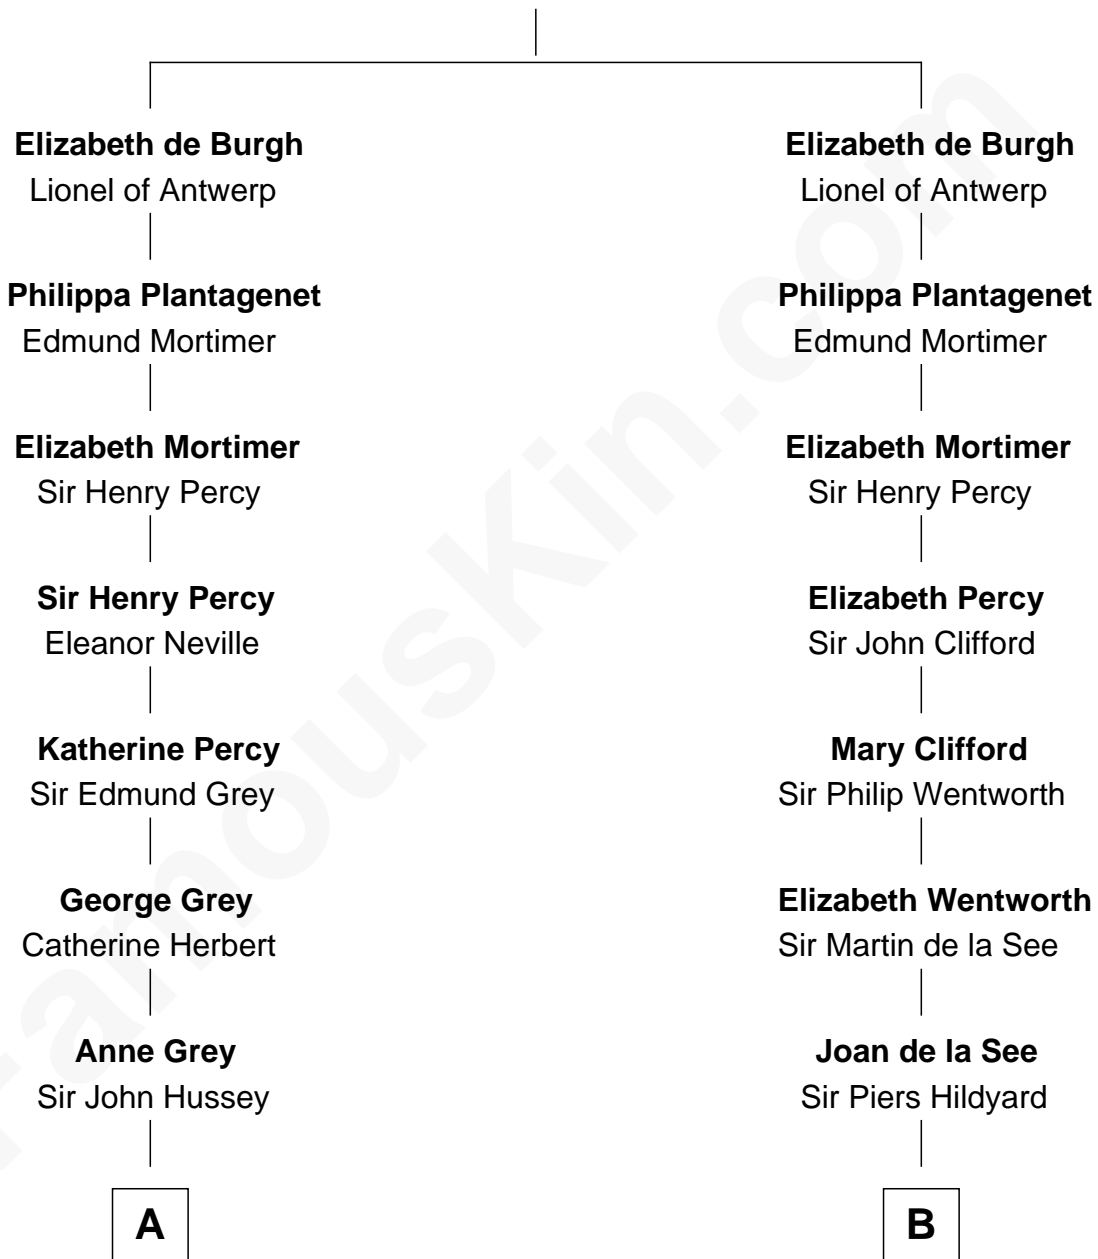 Elizabeth de Burgh
Lionel of Antwerp
Philippa Plantagenet
Edmund Mortimer
Elizabeth Mortimer
Sir Henry Percy
Sir Henry Percy
Eleanor Neville
Katherine Percy
Sir Edmund Grey
George Grey
Catherine Herbert
Anne Grey
Sir John Hussey
A
Elizabeth de Burgh
Lionel of Antwerp
Philippa Plantagenet
Edmund Mortimer
Elizabeth Mortimer
Sir Henry Percy
Elizabeth Percy
Sir John Clifford
Mary Clifford
Sir Philip Wentworth
Elizabeth Wentworth
Sir Martin de la See
Joan de la See
Sir Piers Hildyard
B
FamousKin.com